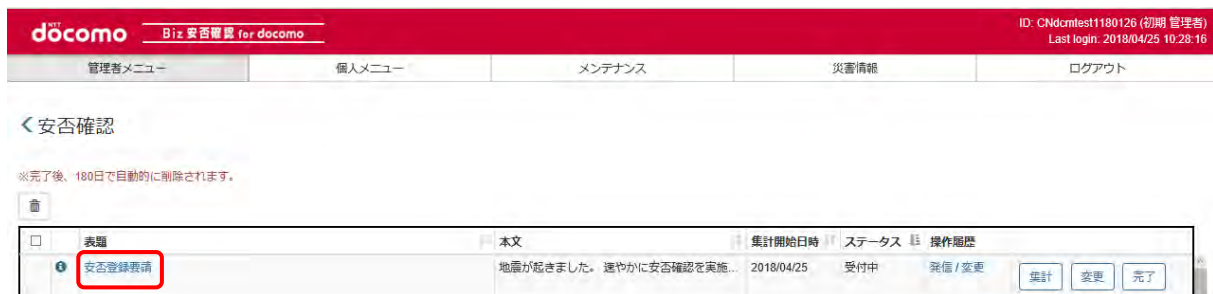 NTT
döcomo Biz 安否確認 for docomo
ID: CNdcmtest1180126 (初期 管理者)
Last login: 2018/04/25 10:28:16
管理者メニュー 個人メニュー メンテナンス 災害情報 ログアウト
安否確認
※完了後、180日で自動的に削除されます。
表題 本文 集計開始日時 ステータス 操作履歴
安否登録要請 地震が起きました。 速やかに安否確認を実施... 2018/04/25 受付中 発信 / 変更 集計 変更 完了